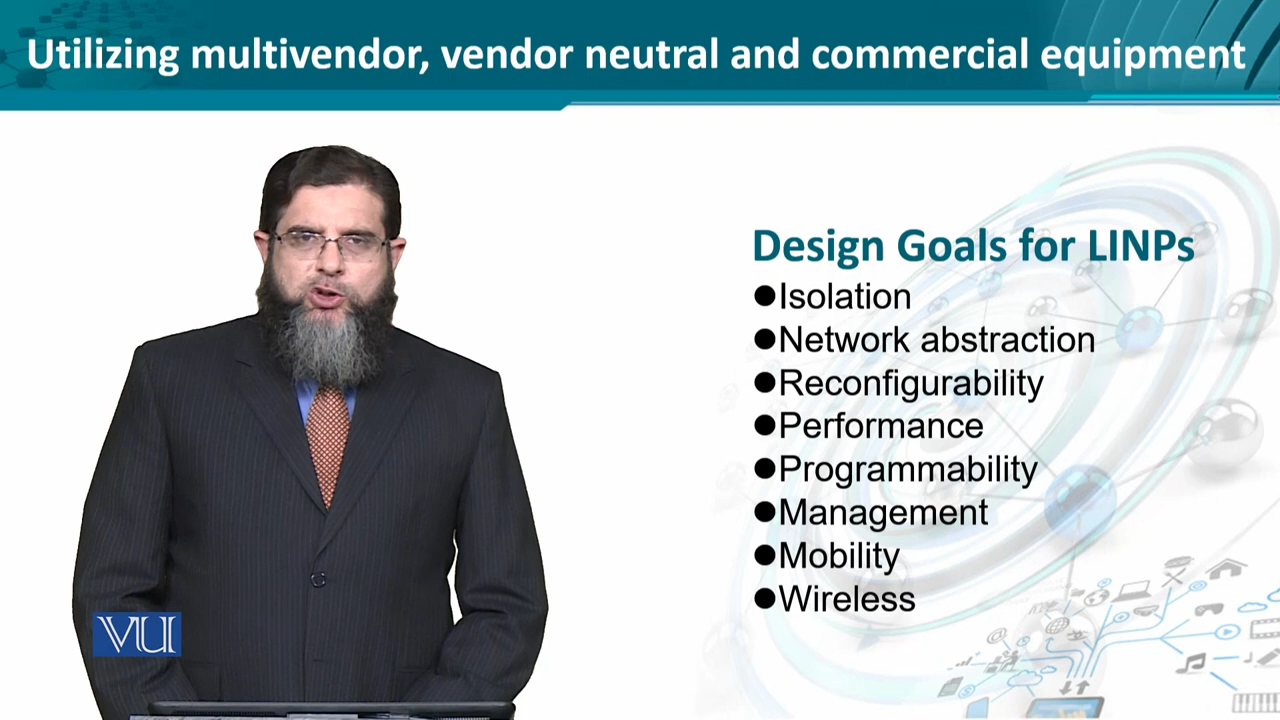 Utilizing multivendor, vendor neutral and commercial equipment
Design Goals for LINPs
●Isolation
●Network abstraction
●Reconfigurability
●Performance
●Programmability
●Management
●Mobility
●Wireless
VU